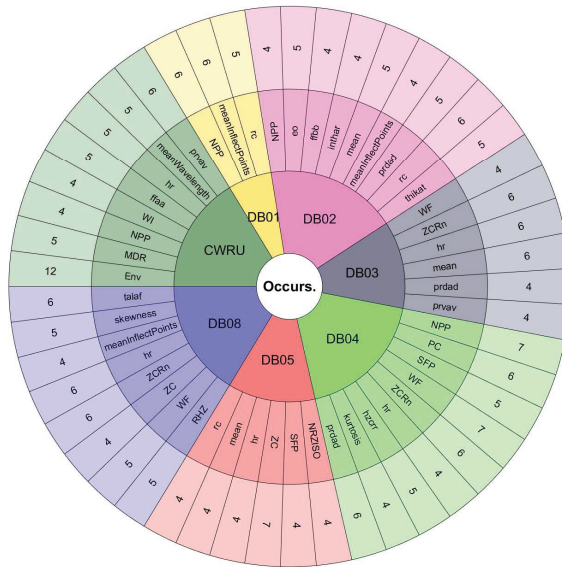 Occurs.
DB01
NPP 6
meanInflectPoints 6
rc 5
DB02
NPP 4
oo 5
ffbb 4
inthar 4
mean 5
meanInflectPoints 4
prdad 5
rc 6
thikat 5
DB03
WF 4
ZCRn 6
hr 6
mean 6
prdad 4
prvav 4
DB04
NPP 7
PC 6
SFP 5
WF 7
ZCRn 6
hr 4
hzcrr 5
kurtosis 4
prdad 6
DB05
NRZISO 4
SFP 4
ZC 7
hr 4
mean 4
rc 4
DB08
RHZ 5
WF 5
ZC 4
ZCRn 6
hr 6
meanInflectPoints 4
skewness 5
talaf 6
CWRU
Env 12
MDR 5
NPP 4
WI 4
ffaa 5
hr 5
meanWavelength 5
prvav 6